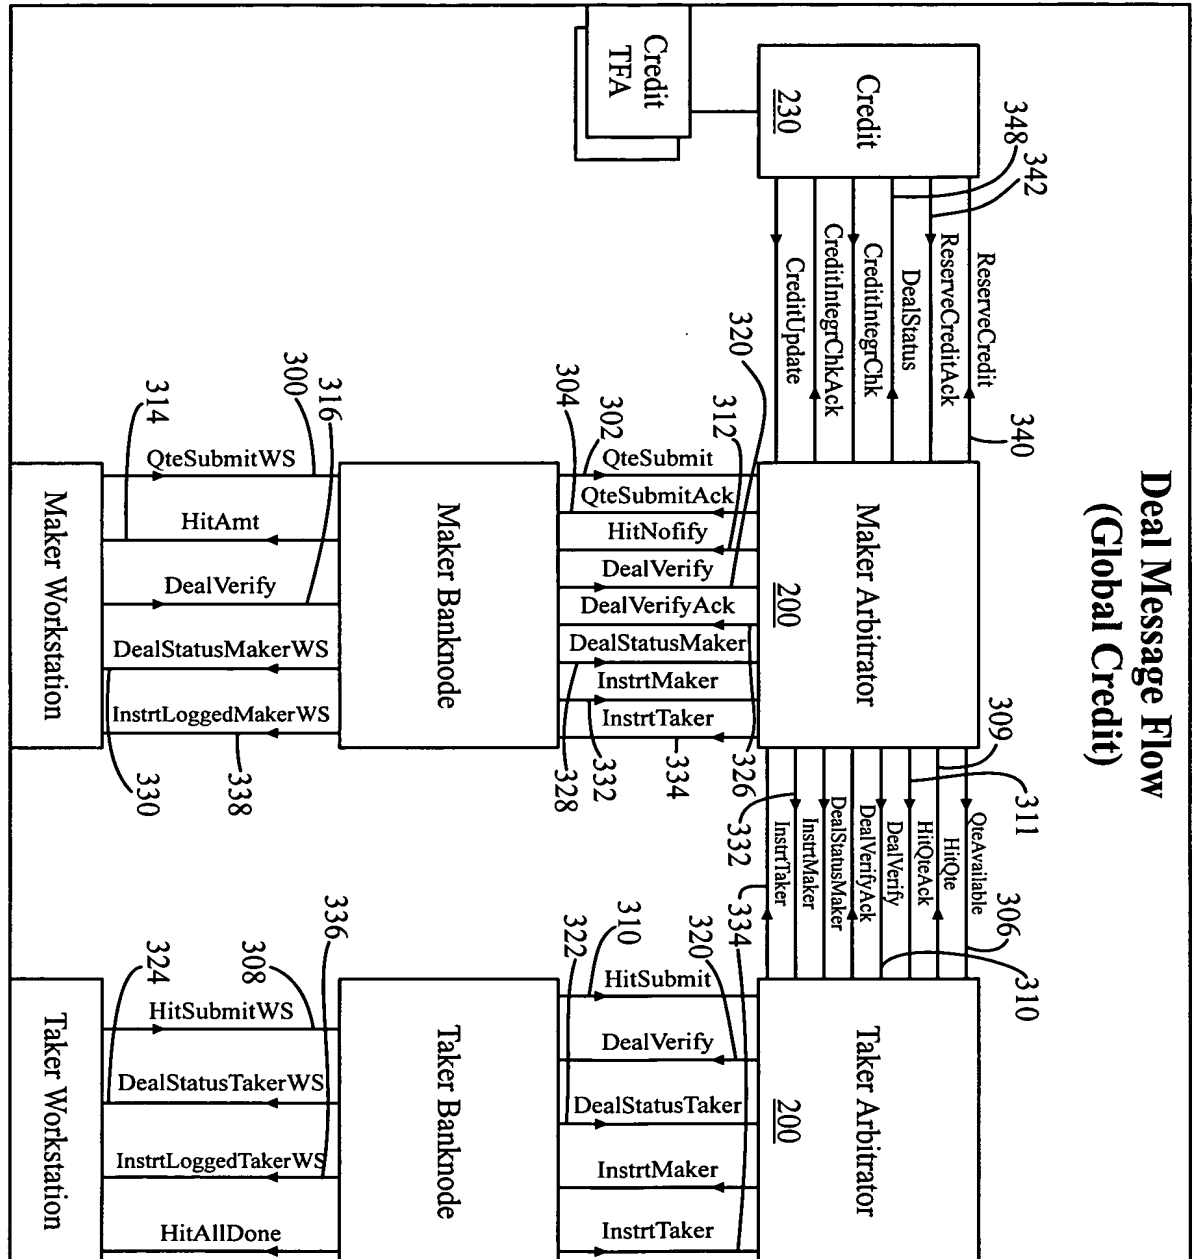 Deal Message Flow
(Global Credit)
Credit
TFA
Credit
230
348
342
ReserveCredit
ReserveCreditAck
DealStatus
CreditIntegrChk
CreditIntegrChkAck
CreditUpdate
340
320
Maker Arbitrator
200
309
311
QteAvailable
HitQte
HitQteAck
DealVerify
DealVerifyAck
DealStatusMaker
InstrtMaker
InstrtTaker
306
310
332
334
Taker Arbitrator
200
312
302
304
QteSubmit
QteSubmitAck
HitNofify
DealVerify
DealVerifyAck
DealStatusMaker
InstrtMaker
InstrtTaker
326
334
332
328
310
320
322
HitSubmit
DealVerify
DealStatusTaker
InstrtMaker
InstrtTaker
Maker Banknode
Taker Banknode
316
300
314
QteSubmitWS
HitAmt
DealVerify
DealStatusMakerWS
InstrtLoggedMakerWS
338
330
336
308
324
HitSubmitWS
DealStatusTakerWS
InstrtLoggedTakerWS
HitAllDone
Maker Workstation
Taker Workstation